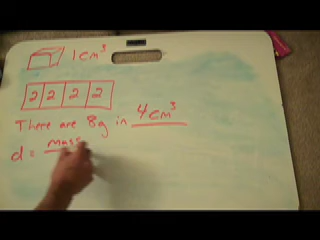 1cm³
2 2 2 2
There are 8g in 4cm³
d = mass